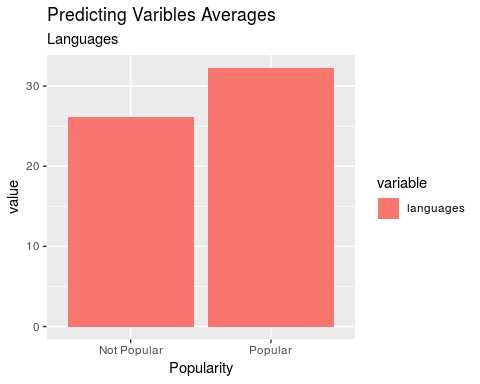 Predicting Varibles Averages
Languages
value
30
20
10
0
Not Popular
Popular
Popularity
variable
languages